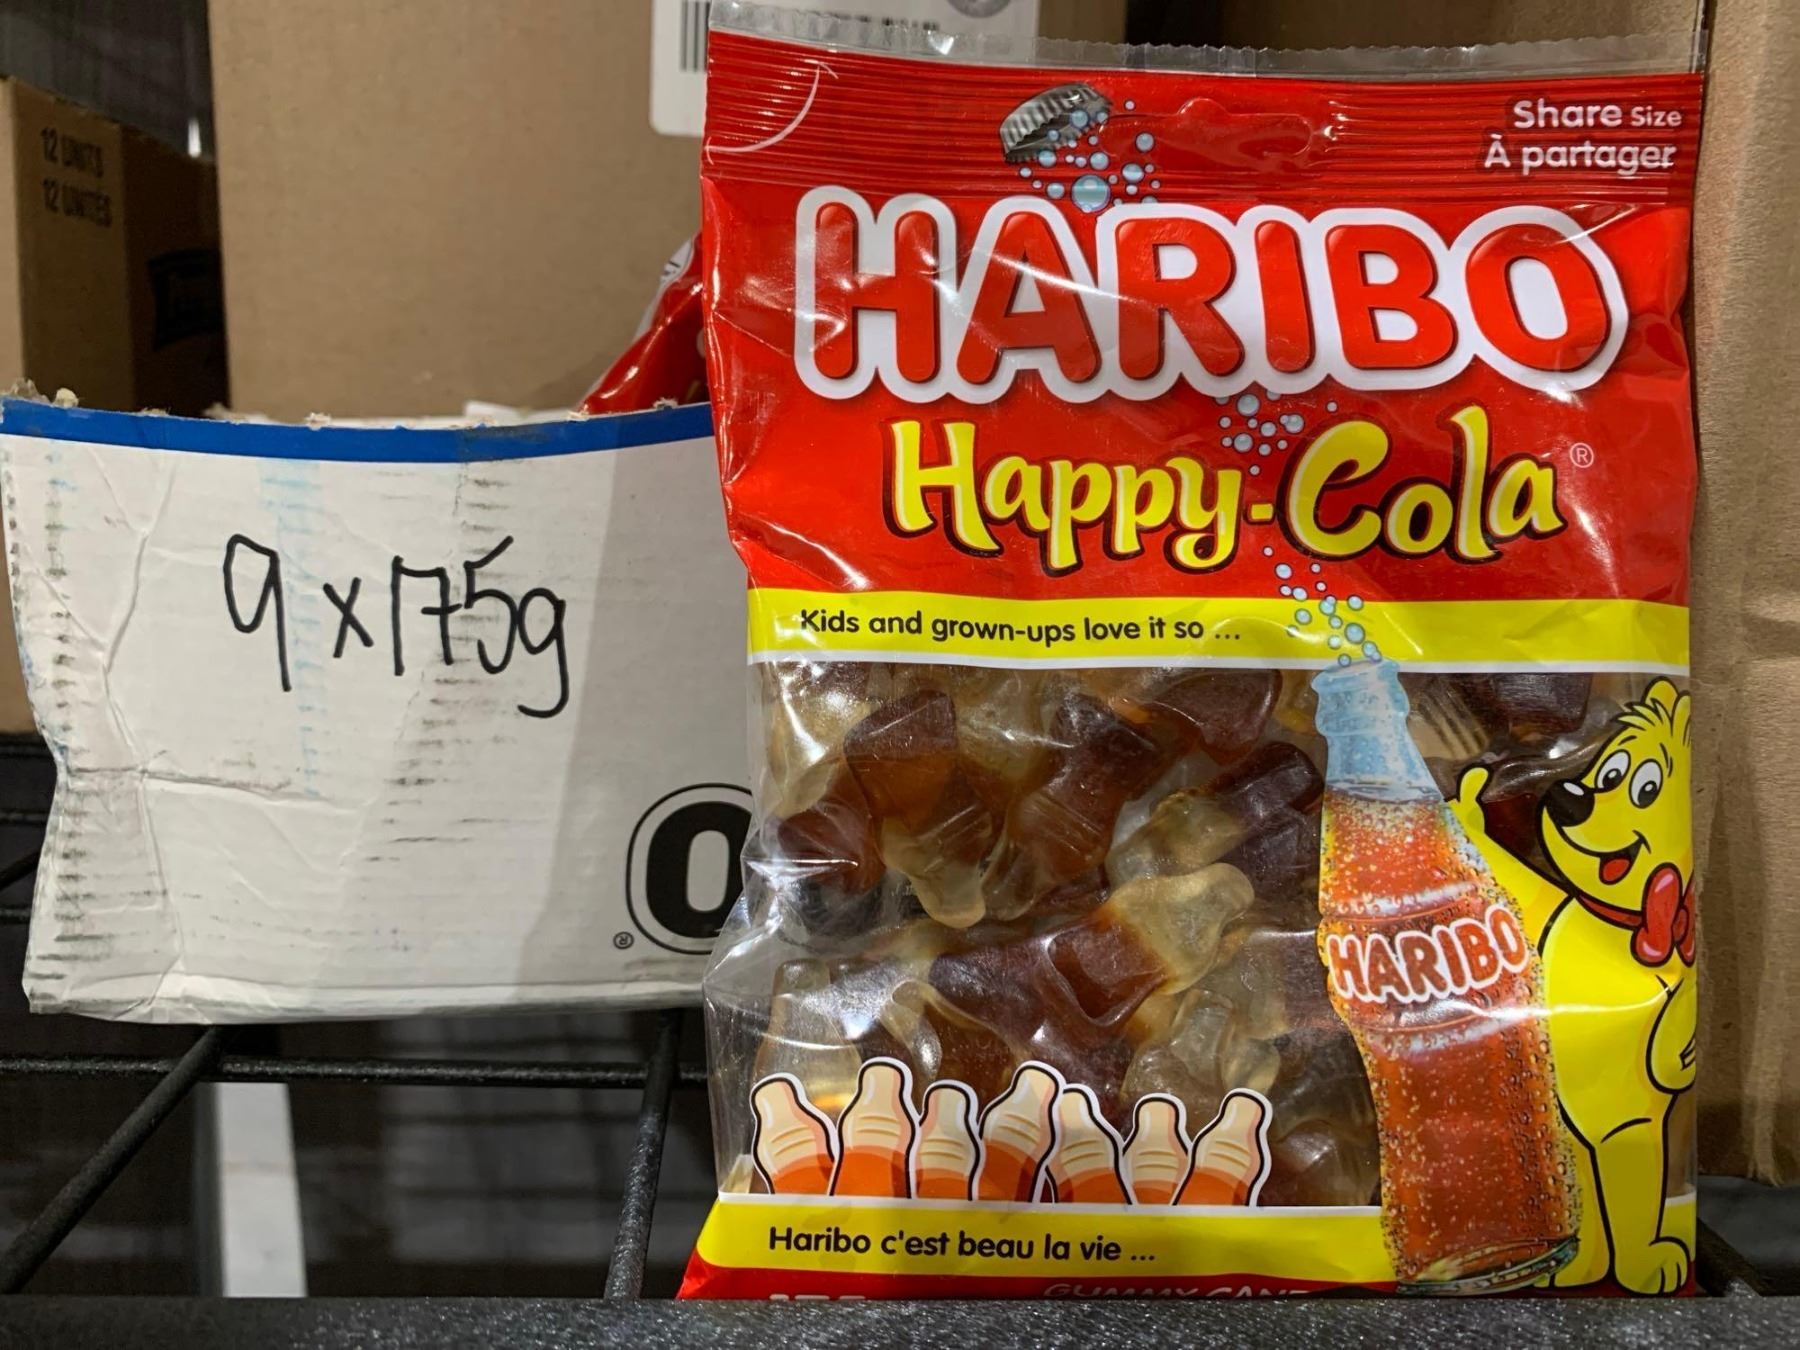 12 UNITS
12 UNITÉS
9 x 175g
O
®
Share Size
À partager
HARIBO
Happy-Cola®
Kids and grown-ups love it so ...
HARIBO
Haribo c'est beau la vie ...